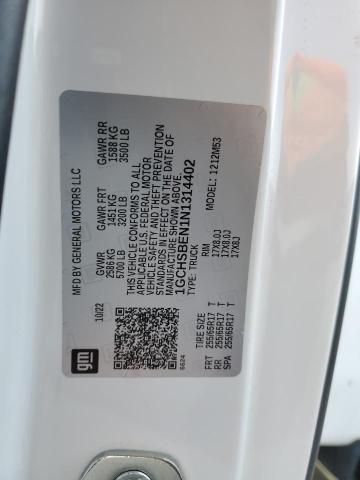 MFD BY GENERAL MOTORS LLC
10/22
GVWR GAWR FRT GAWR RR
2586 KG 1451 KG 1588 KG
5700 LB 3200 LB 3500 LB
THIS VEHICLE CONFORMS TO ALL
APPLICABLE U.S. FEDERAL MOTOR
VEHICLE SAFETY AND THEFT PREVENTION
STANDARDS IN EFFECT ON THE DATE OF
MANUFACTURE SHOWN ABOVE.
1GCHSBEN1N1314402
TYPE: TRUCK MODEL: 1212M53
gm
6624
TIRE SIZE RIM
FRT 255/65R17 T 17X8.0J
RR 255/65R17 T 17X8.0J
SPA 255/65R17 T 17X8J